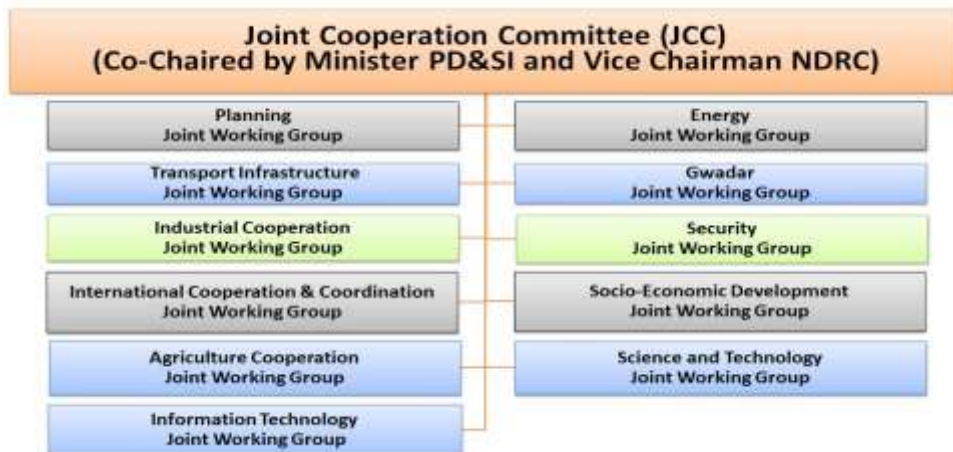 Joint Cooperation Committee (JCC)
(Co-Chaired by Minister PD&SI and Vice Chairman NDRC)
Planning
Joint Working Group
Energy
Joint Working Group
Transport Infrastructure
Joint Working Group
Gwadar
Joint Working Group
Industrial Cooperation
Joint Working Group
Security
Joint Working Group
International Cooperation & Coordination
Joint Working Group
Socio-Economic Development
Joint Working Group
Agriculture Cooperation
Joint Working Group
Science and Technology
Joint Working Group
Information Technology
Joint Working Group